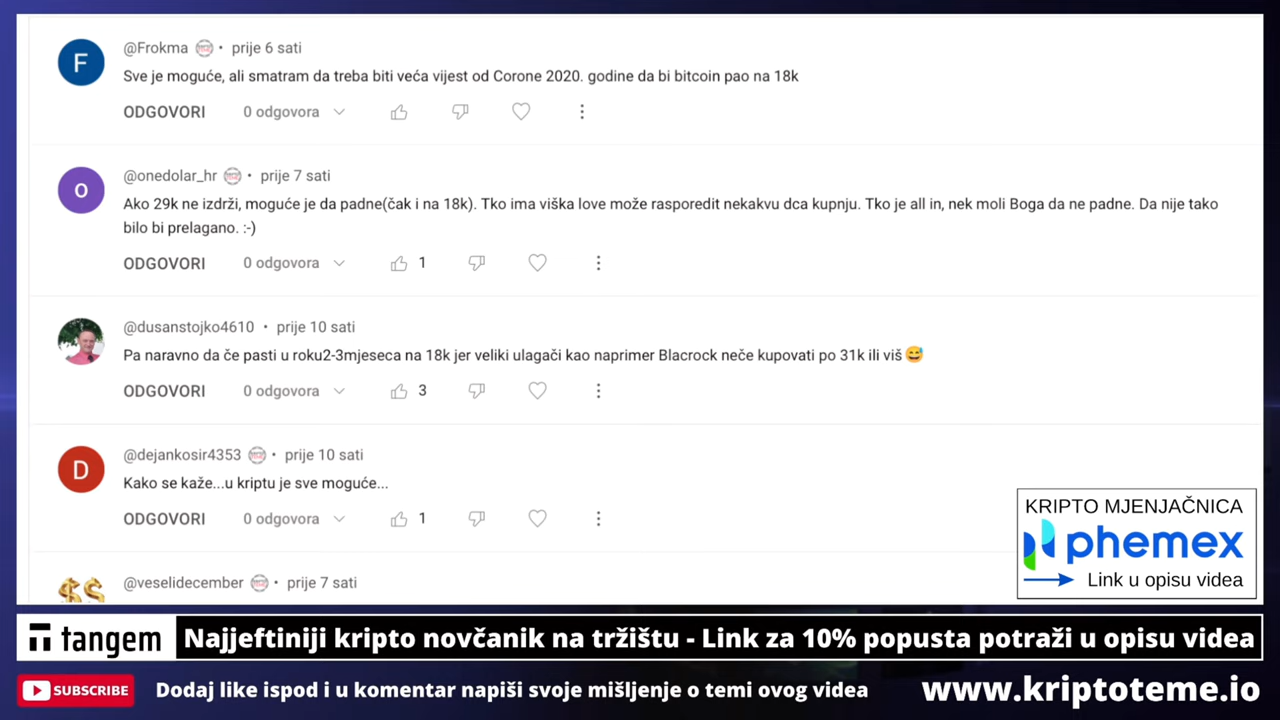 F
@Frokma • prije 6 sati
Sve je moguće, ali smatram da treba biti veća vijest od Corone 2020. godine da bi bitcoin pao na 18k
ODGOVORI 0 odgovora
o
@onedolar_hr • prije 7 sati
Ako 29k ne izdrži, moguće je da padne(čak i na 18k). Tko ima viška love može rasporedit nekakvu dca kupnju. Tko je all in, nek moli Boga da ne padne. Da nije tako
bilo bi prelagano. :-)
ODGOVORI 0 odgovora 1
@dusanstojko4610 • prije 10 sati
Pa naravno da če pasti u roku2-3mjeseca na 18k jer veliki ulagači kao naprimer Blacrock neče kupovati po 31k ili viš😅
ODGOVORI 0 odgovora 3
D
@dejankosir4353 • prije 10 sati
Kako se kaže...u kriptu je sve moguće...
ODGOVORI 0 odgovora 1
@veselidecember • prije 7 sati
KRIPTO MJENJAČNICA
phemex
Link u opisu videa
tangem Najjeftiniji kripto novčanik na tržištu - Link za 10% popusta potraži u opisu videa
SUBSCRIBE Dodaj like ispod i u komentar napiši svoje mišljenje o temi ovog videa www.kriptoteme.io